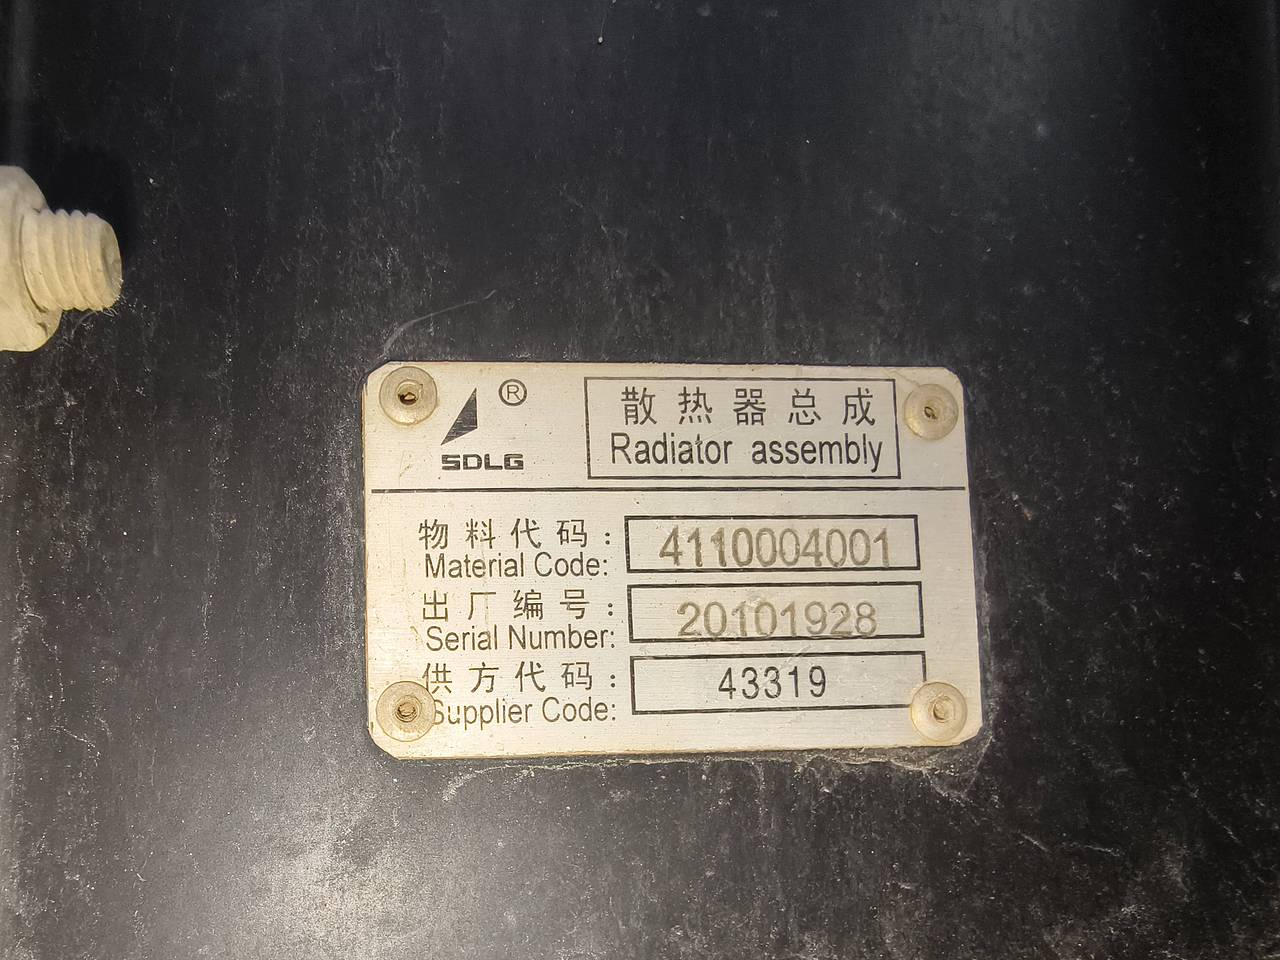 ®
SDLG
散热器总成
Radiator assembly
物料代码: 4110004001
Material Code:
出厂编号: 20101928
Serial Number:
供方代码: 43319
Supplier Code: